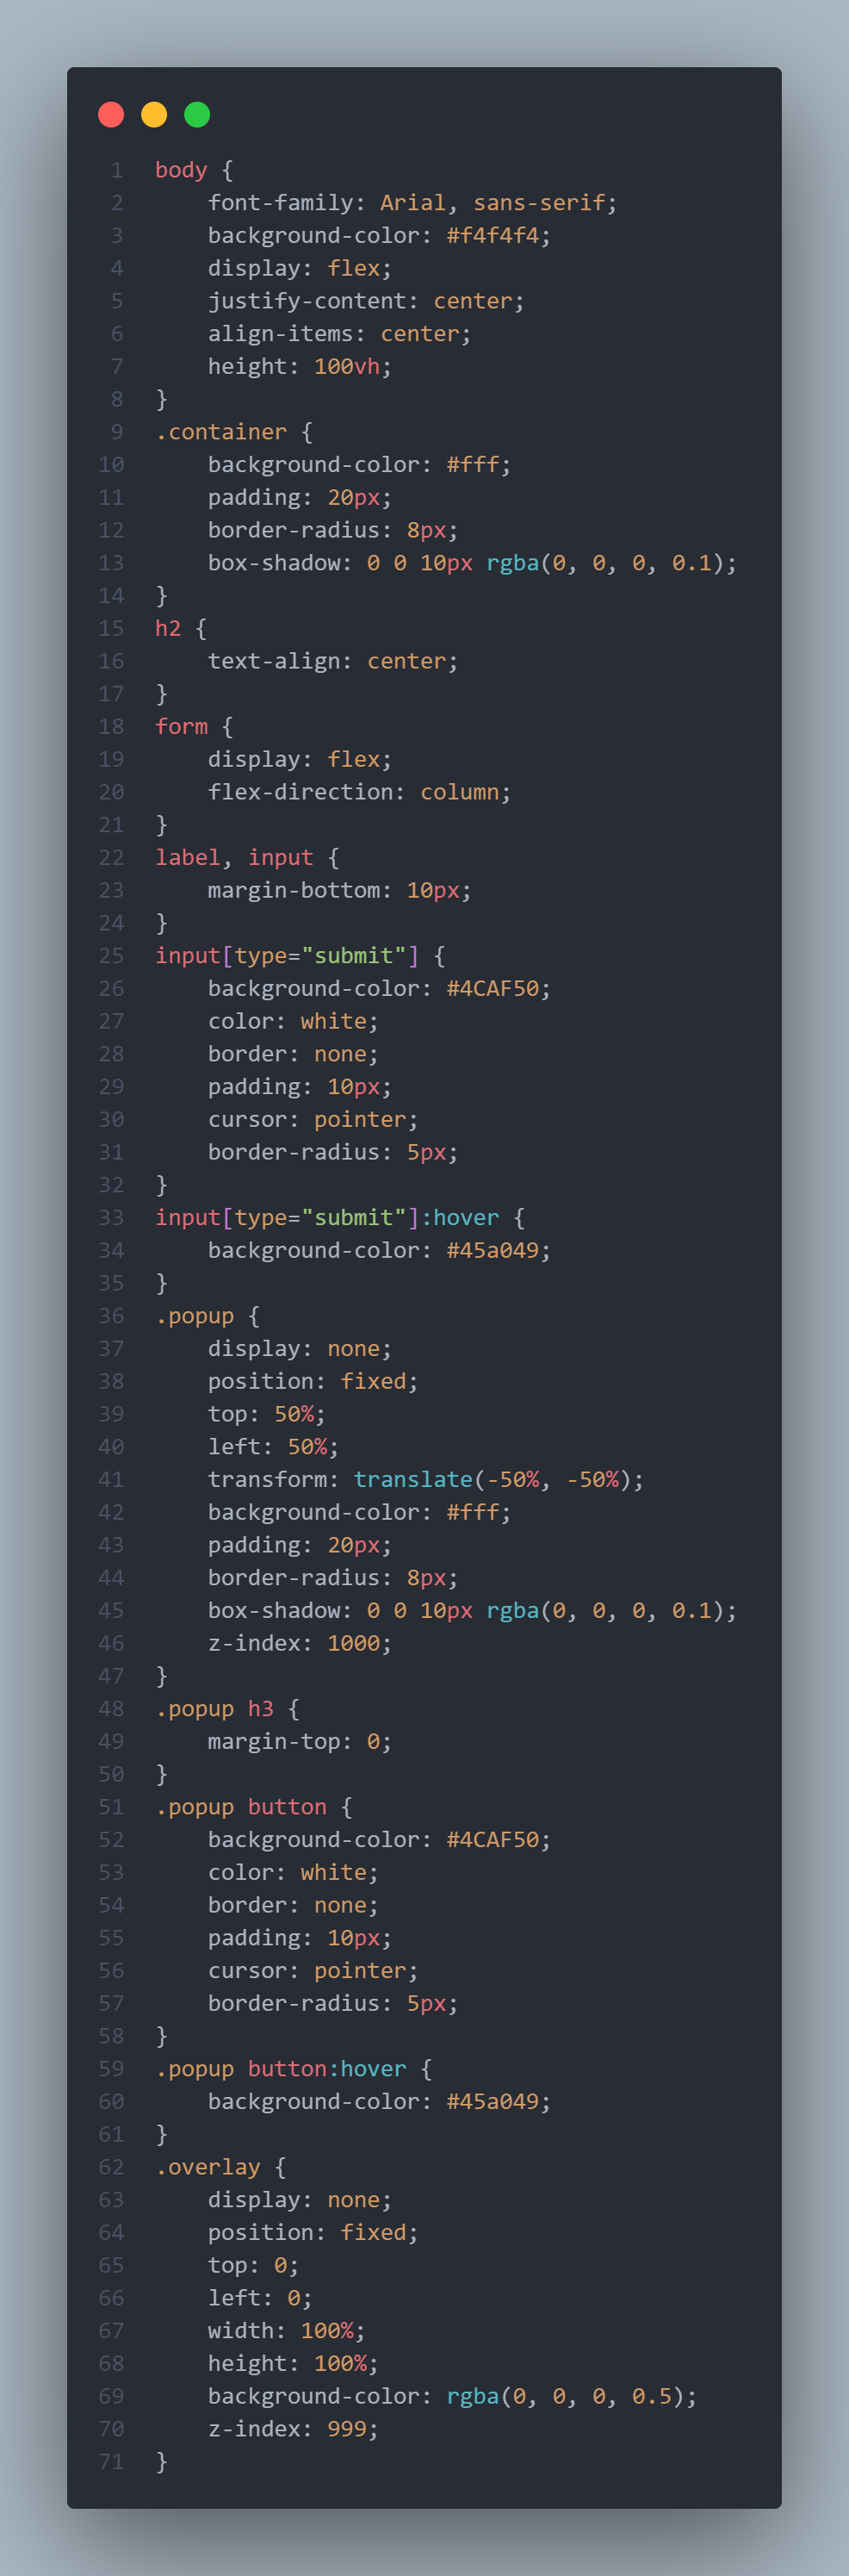 1 body {
2     font-family: Arial, sans-serif;
3     background-color: #f4f4f4;
4     display: flex;
5     justify-content: center;
6     align-items: center;
7     height: 100vh;
8 }
9 .container {
10     background-color: #fff;
11     padding: 20px;
12     border-radius: 8px;
13     box-shadow: 0 0 10px rgba(0, 0, 0, 0.1);
14 }
15 h2 {
16     text-align: center;
17 }
18 form {
19     display: flex;
20     flex-direction: column;
21 }
22 label, input {
23     margin-bottom: 10px;
24 }
25 input[type="submit"] {
26     background-color: #4CAF50;
27     color: white;
28     border: none;
29     padding: 10px;
30     cursor: pointer;
31     border-radius: 5px;
32 }
33 input[type="submit"]:hover {
34     background-color: #45a049;
35 }
36 .popup {
37     display: none;
38     position: fixed;
39     top: 50%;
40     left: 50%;
41     transform: translate(-50%, -50%);
42     background-color: #fff;
43     padding: 20px;
44     border-radius: 8px;
45     box-shadow: 0 0 10px rgba(0, 0, 0, 0.1);
46     z-index: 1000;
47 }
48 .popup h3 {
49     margin-top: 0;
50 }
51 .popup button {
52     background-color: #4CAF50;
53     color: white;
54     border: none;
55     padding: 10px;
56     cursor: pointer;
57     border-radius: 5px;
58 }
59 .popup button:hover {
60     background-color: #45a049;
61 }
62 .overlay {
63     display: none;
64     position: fixed;
65     top: 0;
66     left: 0;
67     width: 100%;
68     height: 100%;
69     background-color: rgba(0, 0, 0, 0.5);
70     z-index: 999;
71 }